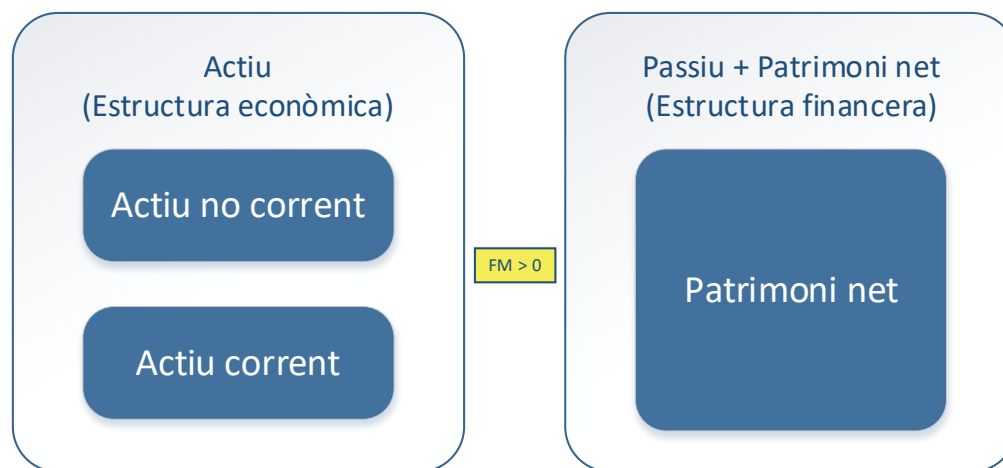 Actiu
(Estructura econòmica)
Actiu no corrent
Actiu corrent
FM > 0
Passiu + Patrimoni net
(Estructura financera)
Patrimoni net